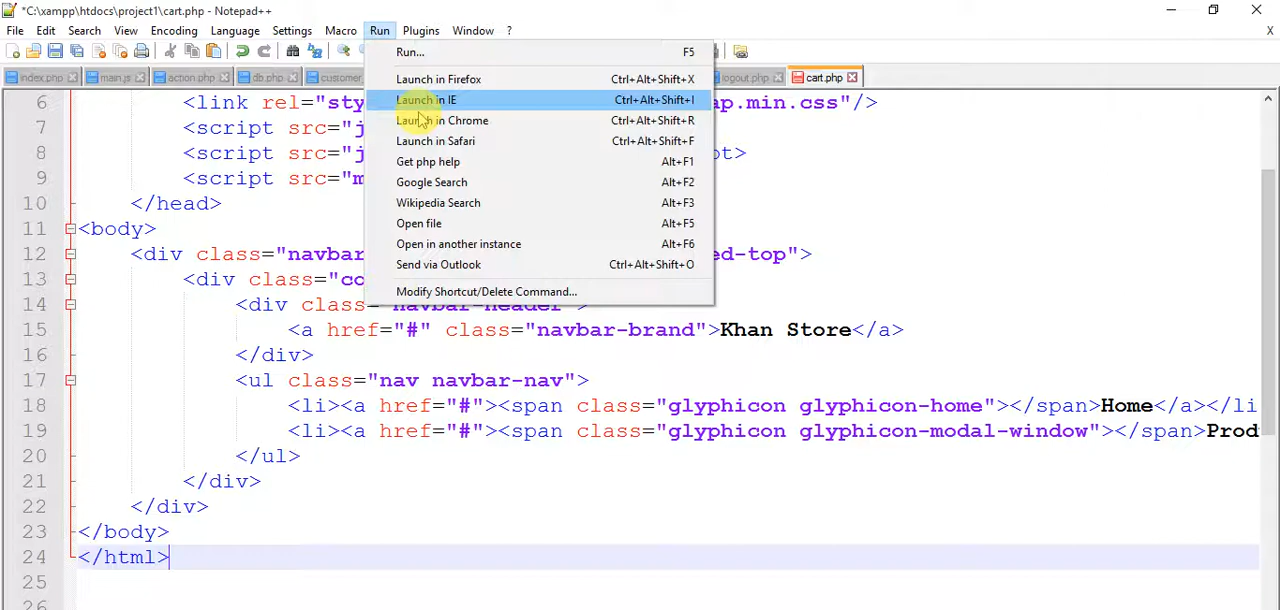 *C:\xampp\htdocs\project1\cart.php - Notepad++
File Edit Search View Encoding Language Settings Macro Run Plugins Window ? X
index.php main.js action.php db.php customer_ logout.php cart.php
Run... F5
Launch in Firefox Ctrl+Alt+Shift+X
Launch in IE Ctrl+Alt+Shift+I
Launch in Chrome Ctrl+Alt+Shift+R
Launch in Safari Ctrl+Alt+Shift+F
Get php help Alt+F1
Google Search Alt+F2
Wikipedia Search Alt+F3
Open file Alt+F5
Open in another instance Alt+F6
Send via Outlook Ctrl+Alt+Shift+O
Modify Shortcut/Delete Command...
6 <link rel="sty ap.min.css"/>
7 <script src="j
8 <script src="j pt>
9 <script src="m
10 </head>
11 <body>
12 <div class="navba ed-top">
13 <div class="co
14 <div class="navbar-header"
15 <a href="#" class="navbar-brand">Khan Store</a>
16 </div>
17 <ul class="nav navbar-nav">
18 <li><a href="#"><span class="glyphicon glyphicon-home"></span>Home</a></li
19 <li><a href="#"><span class="glyphicon glyphicon-modal-window"></span>Prod
20 </ul>
21 </div>
22 </div>
23 </body>
24 </html>
25
26